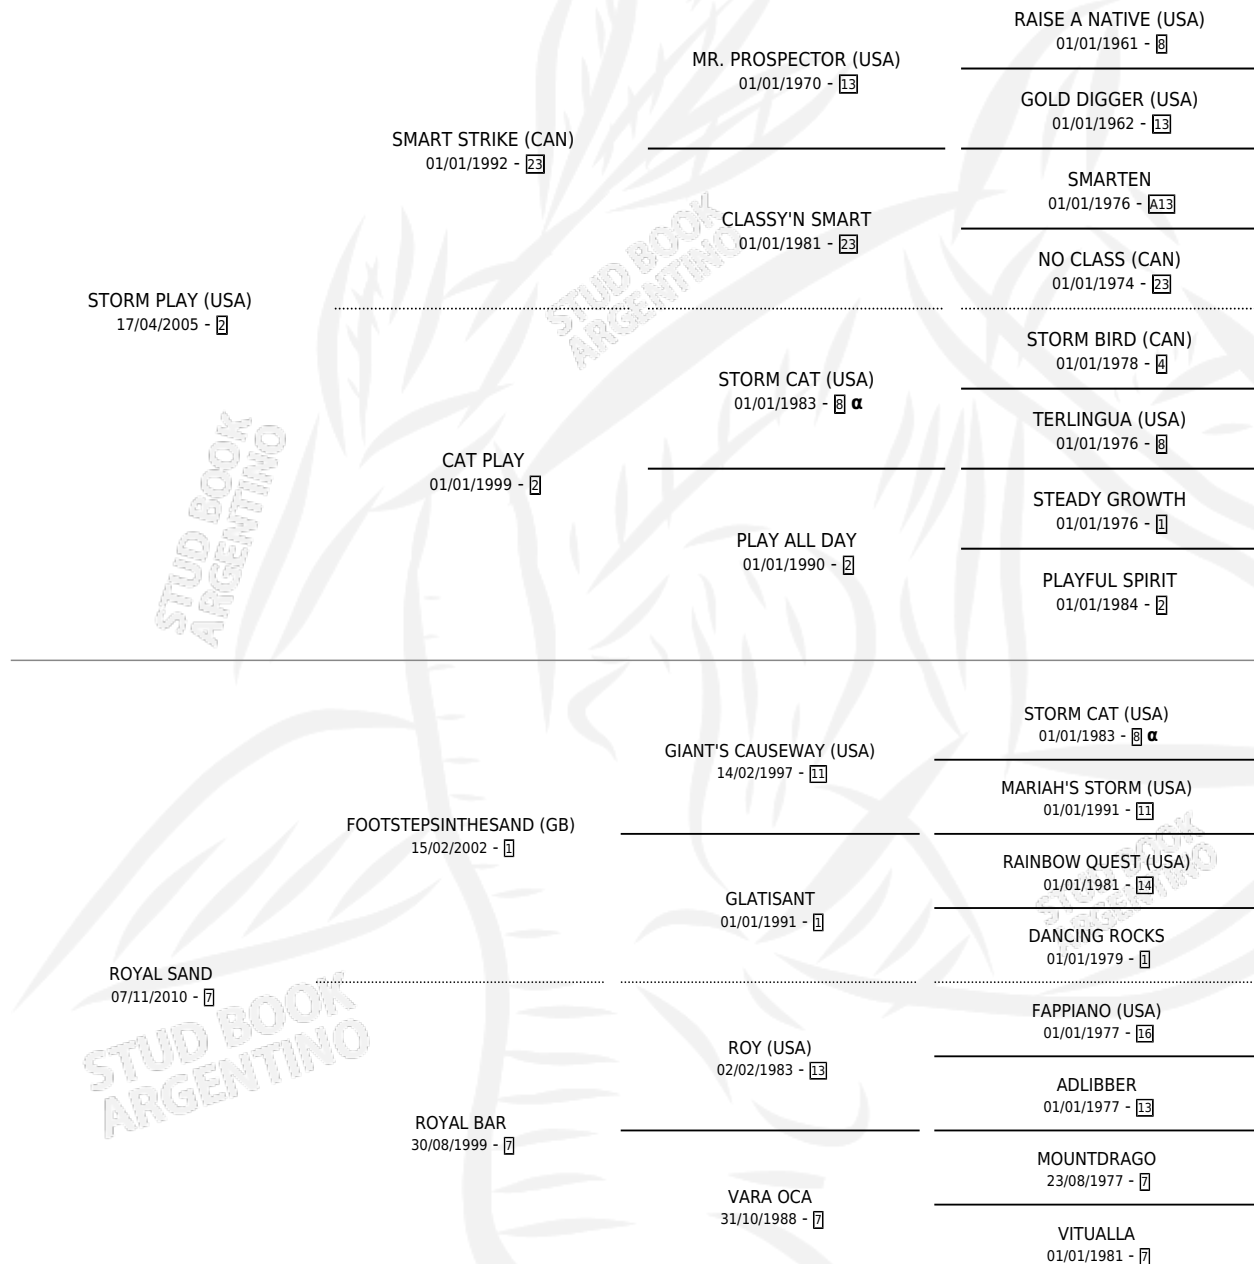 RAISE A NATIVE (USA)
01/01/1961 - 8
MR. PROSPECTOR (USA)
01/01/1970 - 13
GOLD DIGGER (USA)
01/01/1962 - 13
SMART STRIKE (CAN)
01/01/1992 - 23
SMARTEN
01/01/1976 - A13
CLASSY'N SMART
01/01/1981 - 23
NO CLASS (CAN)
01/01/1974 - 23
STORM PLAY (USA)
17/04/2005 - 2
STUD BOOK
ARGENTINO
STORM BIRD (CAN)
01/01/1978 - 4
STORM CAT (USA)
01/01/1983 - 8 α
TERLINGUA (USA)
01/01/1976 - 8
CAT PLAY
01/01/1999 - 2
STEADY GROWTH
01/01/1976 - 1
PLAY ALL DAY
01/01/1990 - 2
PLAYFUL SPIRIT
01/01/1984 - 2
STUD BOOK
ARGENTINO
STORM CAT (USA)
01/01/1983 - 8 α
GIANT'S CAUSEWAY (USA)
14/02/1997 - 11
MARIAH'S STORM (USA)
01/01/1991 - 11
FOOTSTEPSINTHESAND (GB)
15/02/2002 - 1
RAINBOW QUEST (USA)
01/01/1981 - 14
STUD BOOK
ARGENTINO
GLATISANT
01/01/1991 - 1
DANCING ROCKS
01/01/1979 - 1
ROYAL SAND
07/11/2010 - 7
STUD BOOK
ARGENTINO
FAPPIANO (USA)
01/01/1977 - 16
ROY (USA)
02/02/1983 - 13
ADLIBBER
01/01/1977 - 13
ROYAL BAR
30/08/1999 - 7
MOUNTDRAGO
23/08/1977 - 7
VARA OCA
31/10/1988 - 7
VITUALLA
01/01/1981 - 7